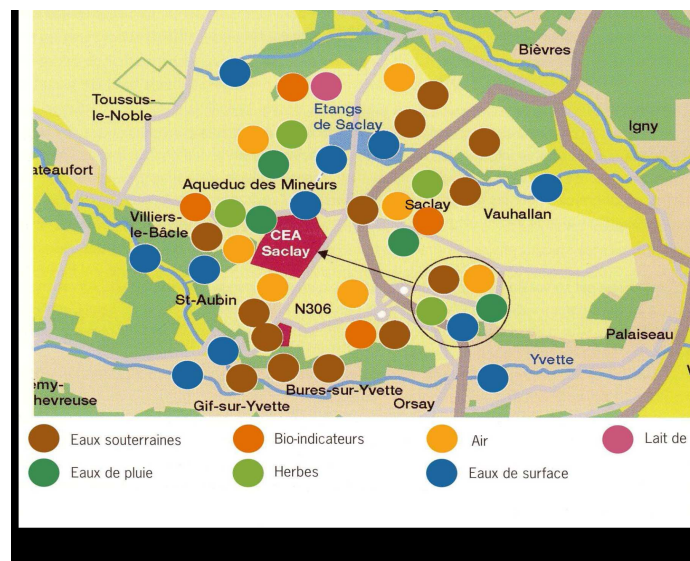 Bièvres
Toussus-
le-Noble
Etangs
de Saclay
Igny
ateaufort
Aqueduc des Mineurs
Saclay
Villiers-
le-Bâcle
Vauhallan
CEA
Saclay
St-Aubin
N306
Palaiseau
Yvette
emy-
hevreuse
Bures-sur-Yvette
Gif-sur-Yvette
Orsay
Eaux souterraines
Bio-indicateurs
Air
Lait de
Eaux de pluie
Herbes
Eaux de surface